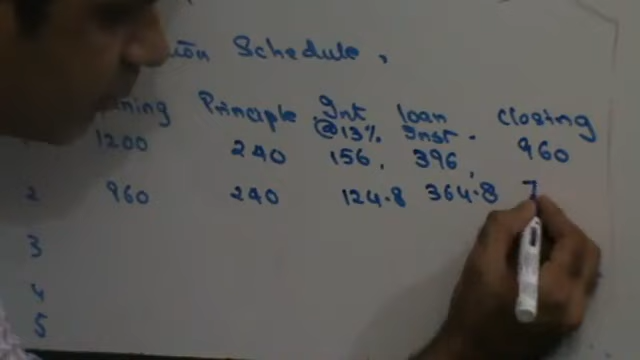 Schedule,
Principle Int loan closing
@13% Inst.
1200 240 156, 396, 960
2 960 240 124.8 364.8 7
3
4
5